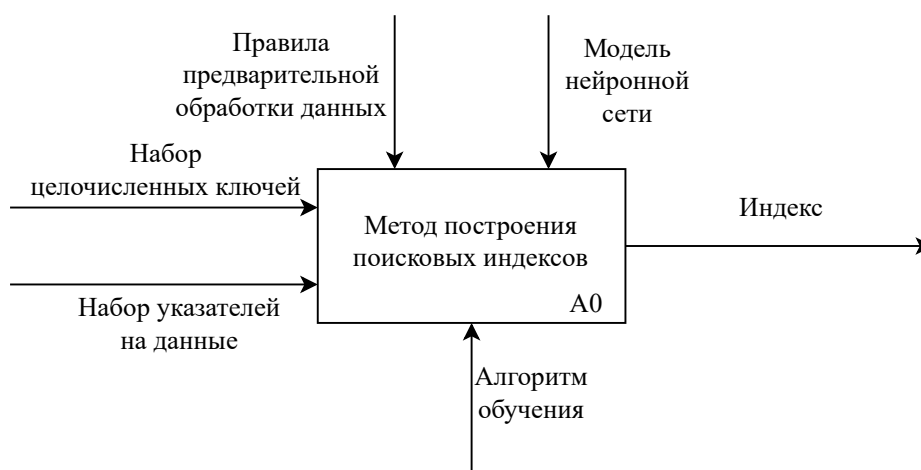 Правила
предварительной
обработки данных
Модель
нейронной
сети
Набор
целочисленных ключей
Метод построения
поисковых индексов
A0
Индекс
Набор указателей
на данные
Алгоритм
обучения